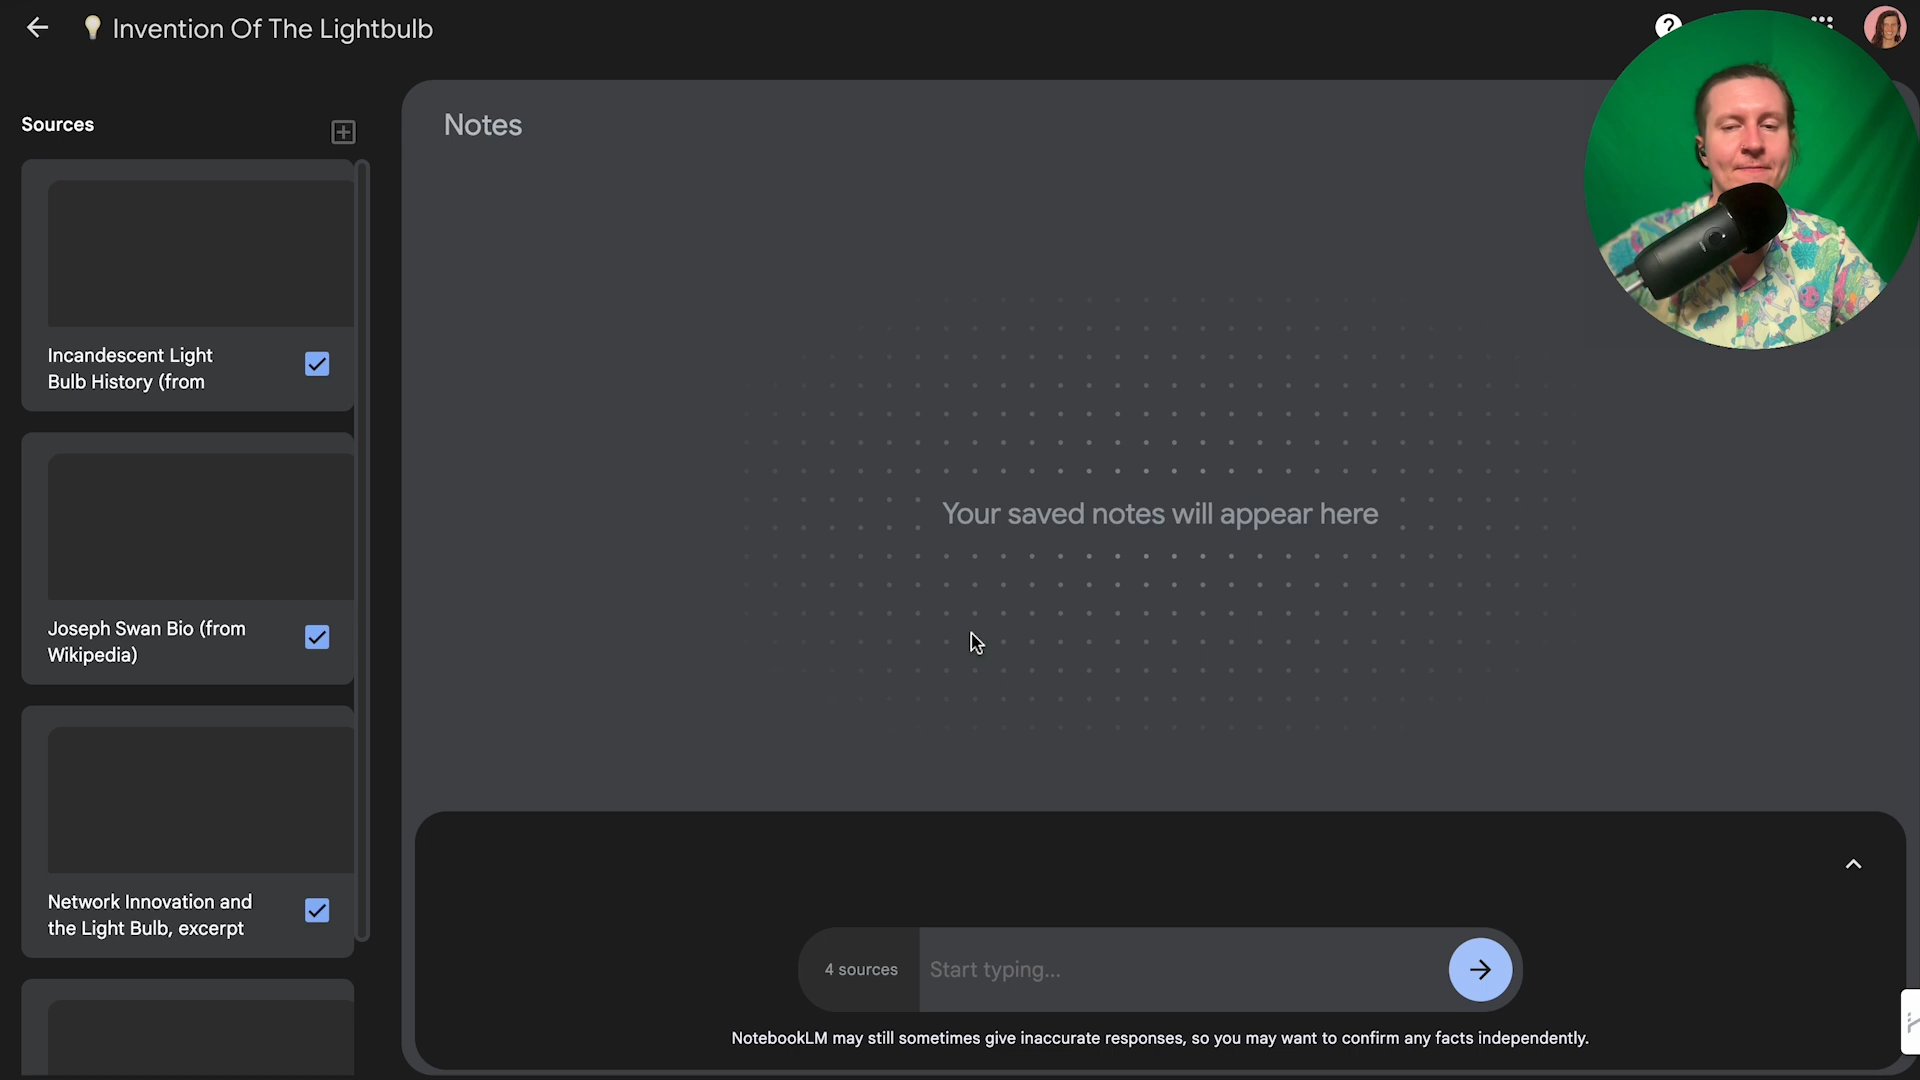 Invention Of The Lightbulb
Sources
Notes
Incandescent Light
Bulb History (from
Joseph Swan Bio (from
Wikipedia)
Network Innovation and
the Light Bulb, excerpt
Your saved notes will appear here
4 sources
Start typing...
NotebookLM may still sometimes give inaccurate responses, so you may want to confirm any facts independently.